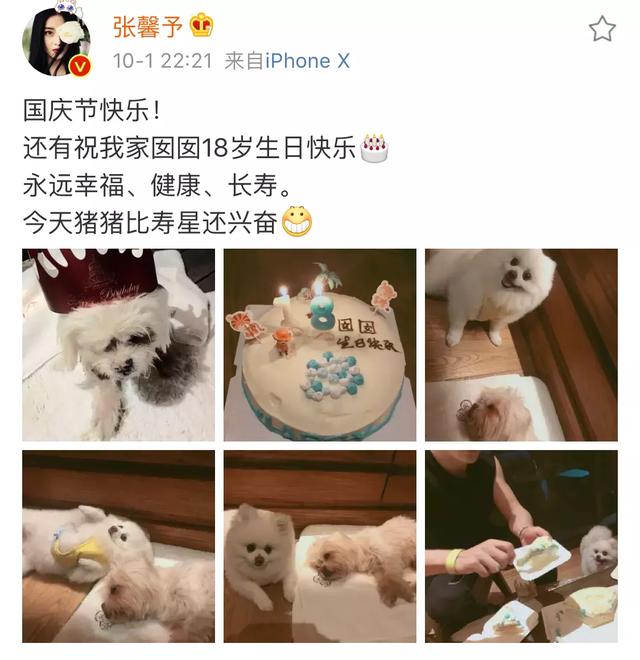 张馨予
10-1 22:21 来自iPhone X
国庆节快乐！
还有祝我家囡囡18岁生日快乐🎂
永远幸福、健康、长寿。
今天猪猪比寿星还兴奋😁
Birthday
8
囡囡
生日快乐